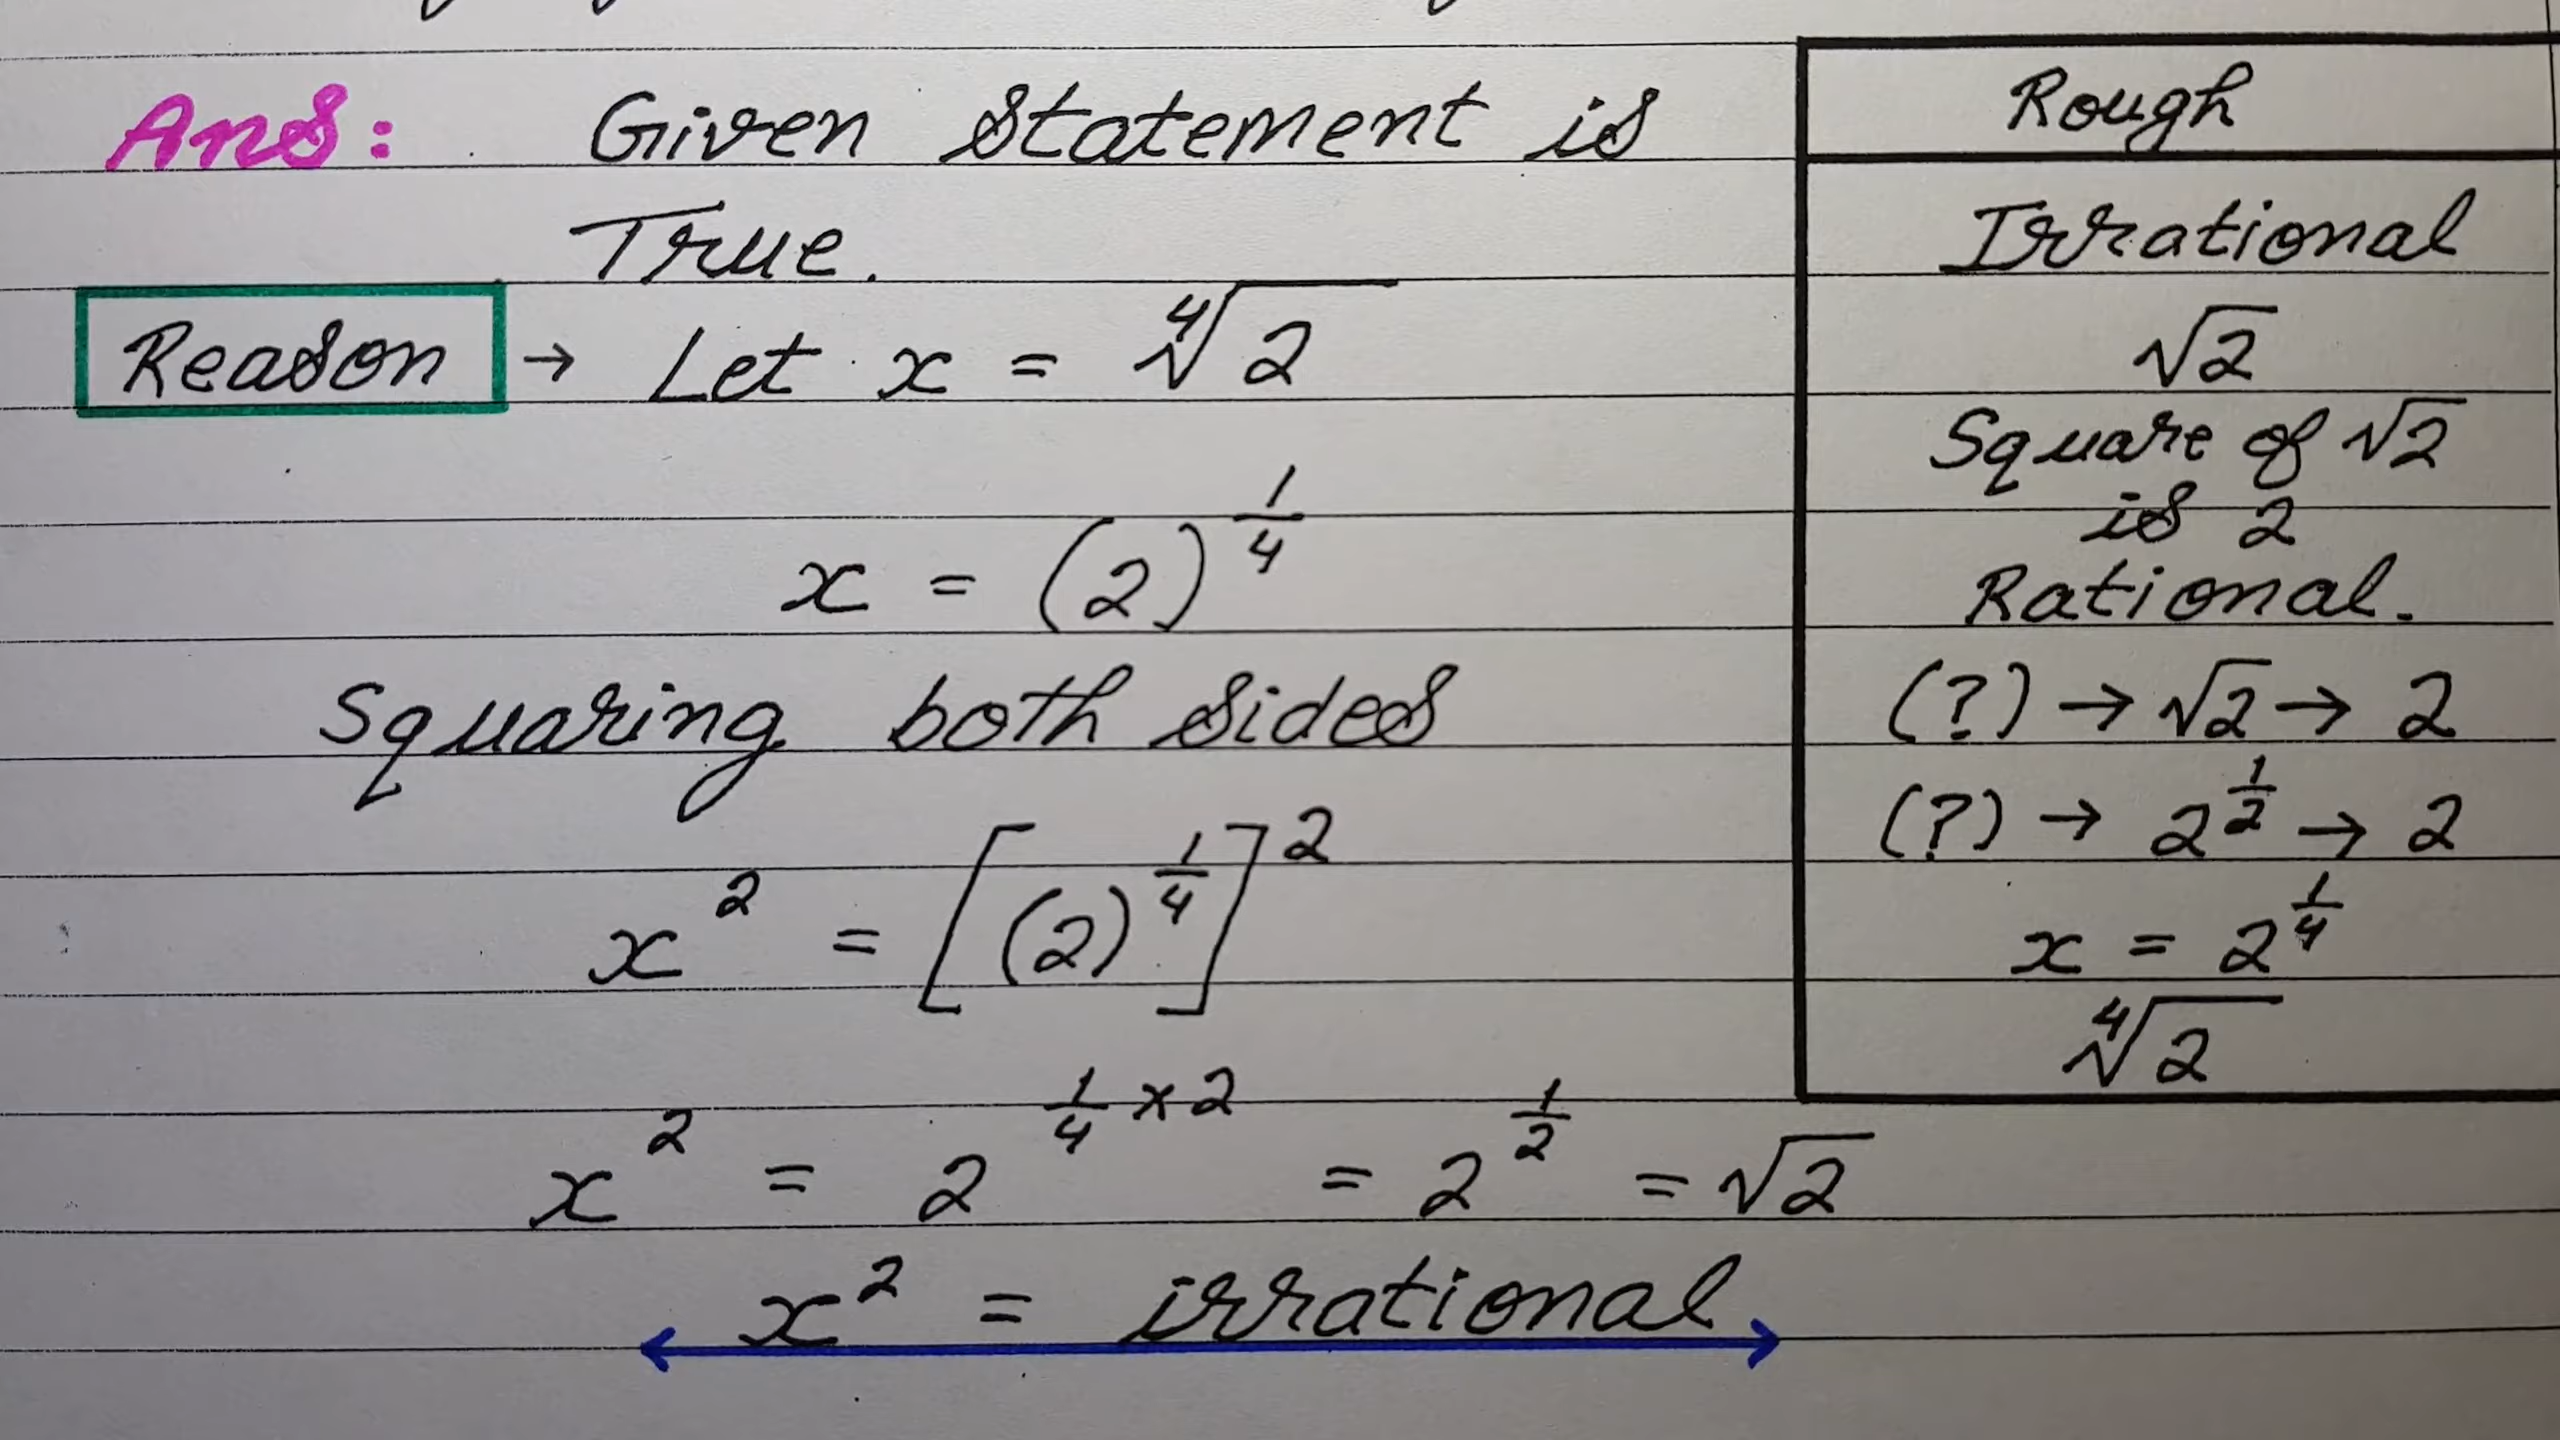 Ans: Given Statement is
True.
Reason → Let x = ∜2
x = (2)^{1/4}
Squaring both sides
x² = [(2)^{1/4}]²
x² = 2^{1/4 × 2} = 2^{1/2} = √2
x² = irrational.
Rough
Irrational
√2
Square of √2
is 2
Rational.
(?) → √2 → 2
(?) → 2^{1/2} → 2
x = 2^{1/4}
∜2